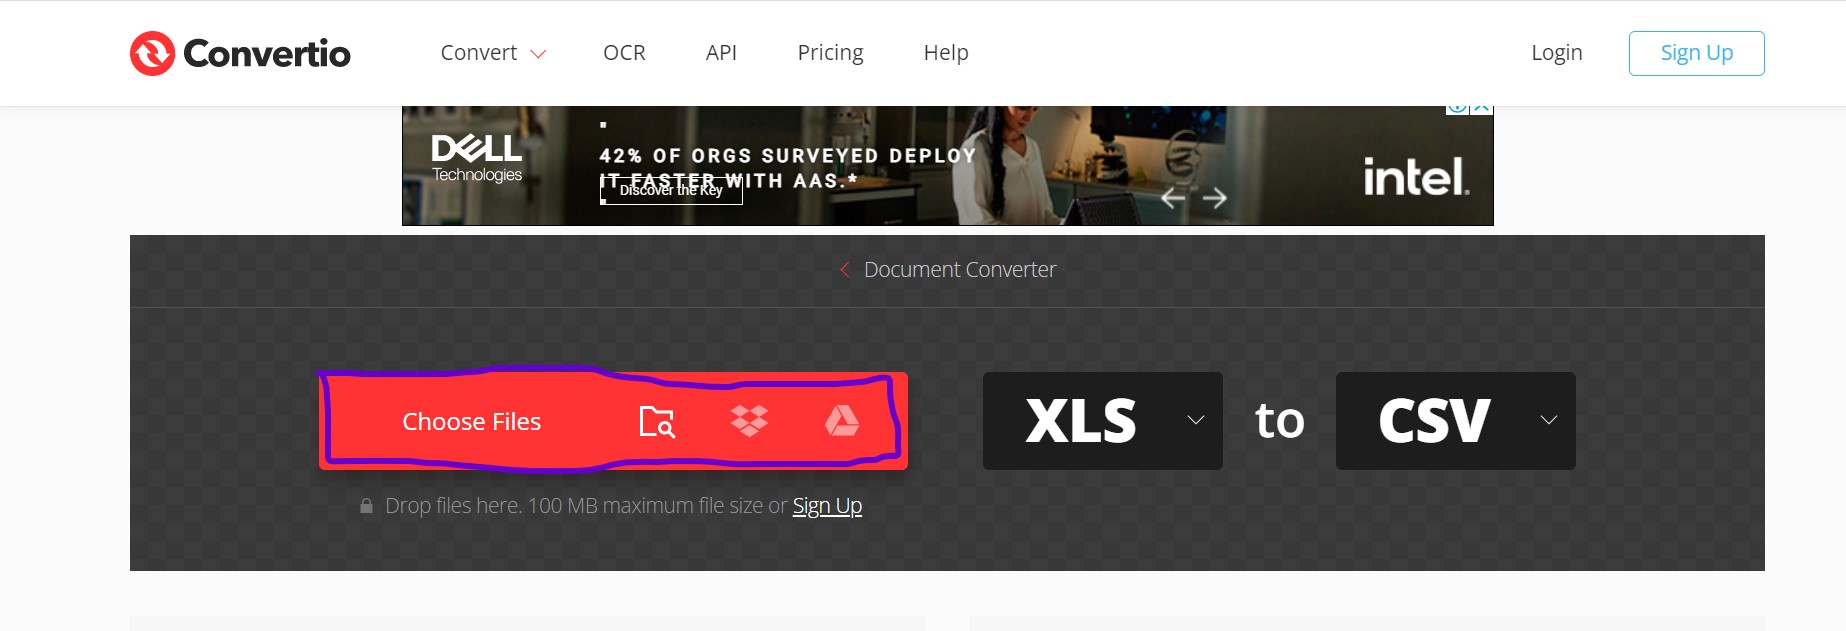 Convertio
Convert OCR API Pricing Help Login Sign Up
DELL
Technologies
42% OF ORGS SURVEYED DEPLOY
IT FASTER WITH AAS.*
Discover the Key
intel.
Document Converter
Choose Files
XLS to CSV
Drop files here. 100 MB maximum file size or Sign Up